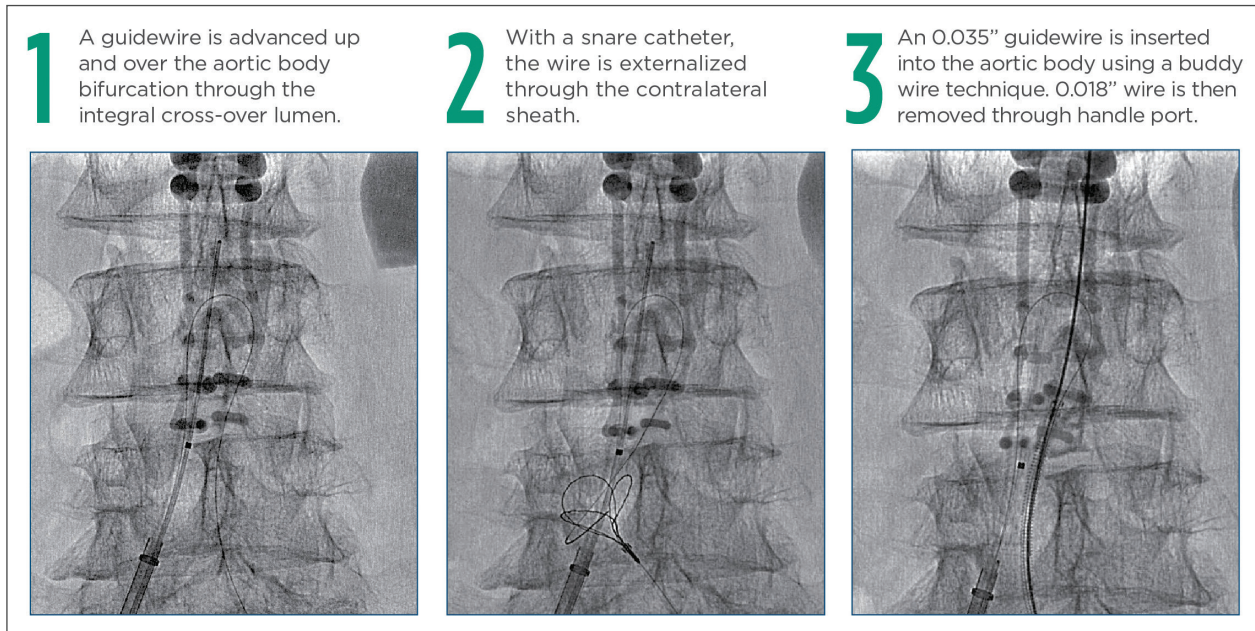 1
A guidewire is advanced up
and over the aortic body
bifurcation through the
integral cross-over lumen.
2
With a snare catheter,
the wire is externalized
through the contralateral
sheath.
3
An 0.035” guidewire is inserted
into the aortic body using a buddy
wire technique. 0.018” wire is then
removed through handle port.